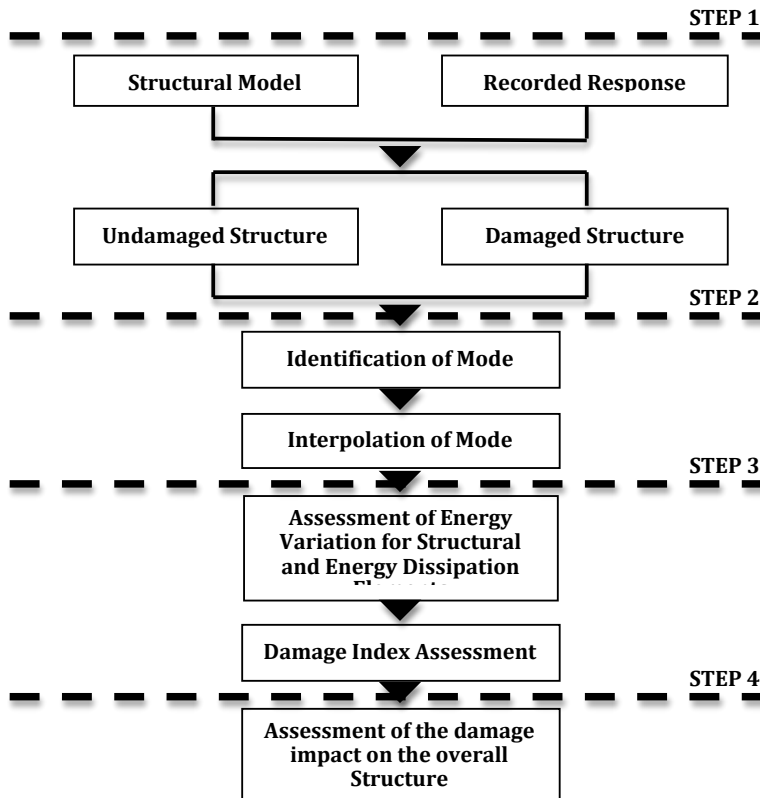 STEP 1
Structural Model
Recorded Response
Undamaged Structure
Damaged Structure
STEP 2
Identification of Mode
Interpolation of Mode
STEP 3
Assessment of Energy
Variation for Structural
and Energy Dissipation
Damage Index Assessment
STEP 4
Assessment of the damage
impact on the overall
Structure